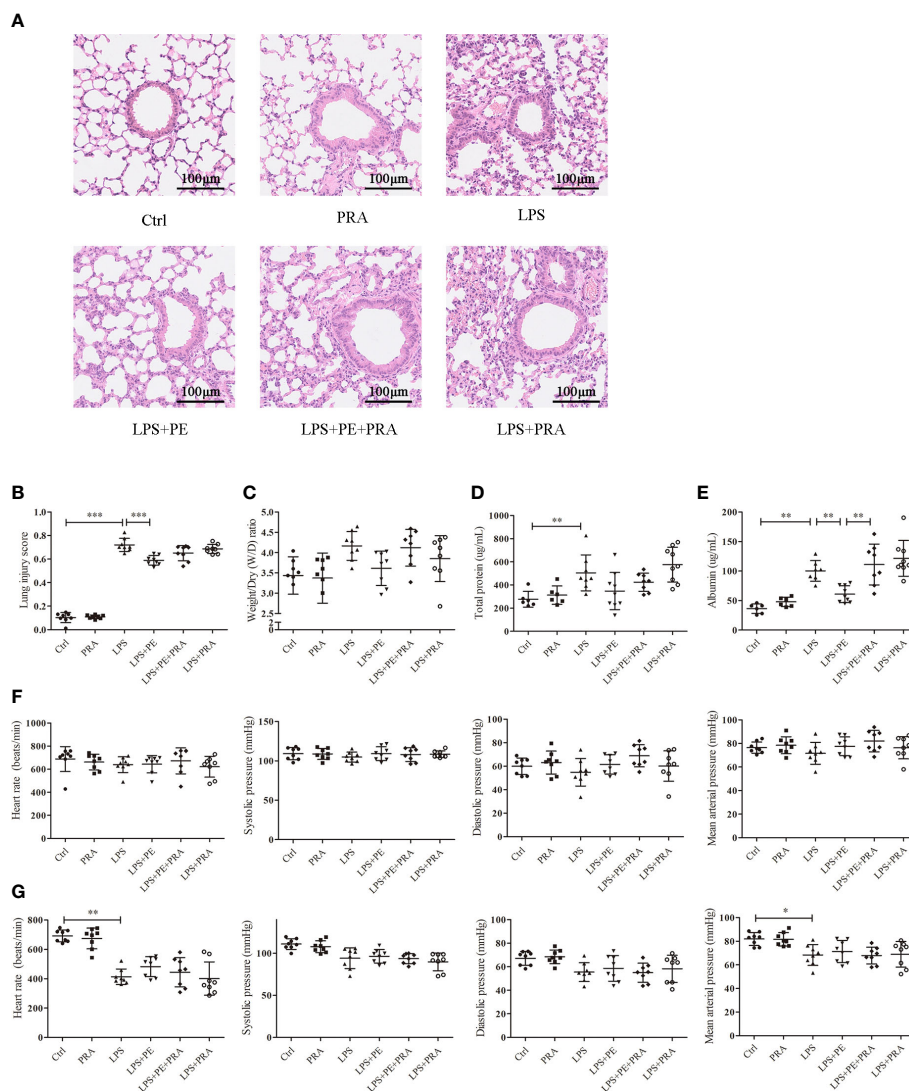 A
100μm
100μm
100μm
Ctrl
PRA
LPS
100μm
100μm
100μm
LPS+PE
LPS+PE+PRA
LPS+PRA
B
C
D
E
Lung injury score
1.0
0.8
0.6
0.4
0.2
0.0
***
***
Ctrl
PRA
LPS
LPS+PE
LPS+PE+PRA
LPS+PRA
Weight/Dry (W/D) ratio
5.0
4.5
4.0
3.5
3.0
2.5
2
0
Ctrl
PRA
LPS
LPS+PE
LPS+PE+PRA
LPS+PRA
Total protein (ug/mL)
1000
800
600
400
200
0
**
Ctrl
PRA
LPS
LPS+PE
LPS+PE+PRA
LPS+PRA
Albumin (ug/mL)
200
150
100
50
0
**
**
**
Ctrl
PRA
LPS
LPS+PE
LPS+PE+PRA
LPS+PRA
F
Heart rate (beats/min)
1000
800
600
400
200
0
Ctrl
PRA
LPS
LPS+PE
LPS+PE+PRA
LPS+PRA
Systolic pressure (mmHg)
150
100
50
0
Ctrl
PRA
LPS
LPS+PE
LPS+PE+PRA
LPS+PRA
Diastolic pressure (mmHg)
100
80
60
40
20
0
Ctrl
PRA
LPS
LPS+PE
LPS+PE+PRA
LPS+PRA
Mean arterial pressure (mmHg)
100
80
60
40
20
0
Ctrl
PRA
LPS
LPS+PE
LPS+PE+PRA
LPS+PRA
G
Heart rate (beats/min)
800
600
400
200
0
**
Ctrl
PRA
LPS
LPS+PE
LPS+PE+PRA
LPS+PRA
Systolic pressure (mmHg)
150
100
50
0
Ctrl
PRA
LPS
LPS+PE
LPS+PE+PRA
LPS+PRA
Diastolic pressure (mmHg)
100
80
60
40
20
0
Ctrl
PRA
LPS
LPS+PE
LPS+PE+PRA
LPS+PRA
Mean arterial pressure (mmHg)
100
80
60
40
20
0
*
Ctrl
PRA
LPS
LPS+PE
LPS+PE+PRA
LPS+PRA